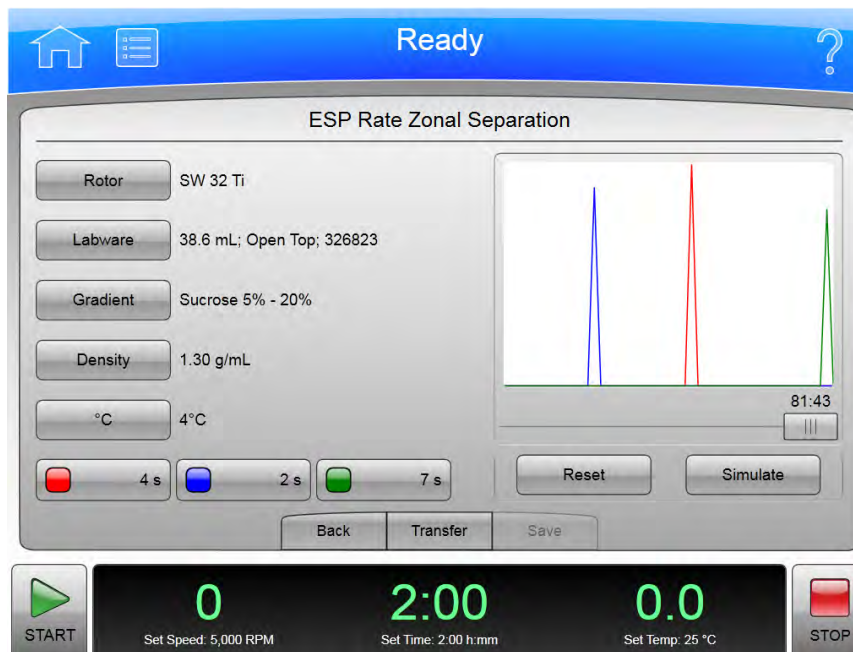 Ready
ESP Rate Zonal Separation
Rotor SW 32 Ti
Labware 38.6 mL; Open Top; 326823
Gradient Sucrose 5% - 20%
Density 1.30 g/mL
°C 4°C
81:43
4 s 2 s 7 s
Reset Simulate
Back Transfer Save
START
0 2:00 0.0
Set Speed: 5,000 RPM Set Time: 2:00 h:mm Set Temp: 25 °C
STOP